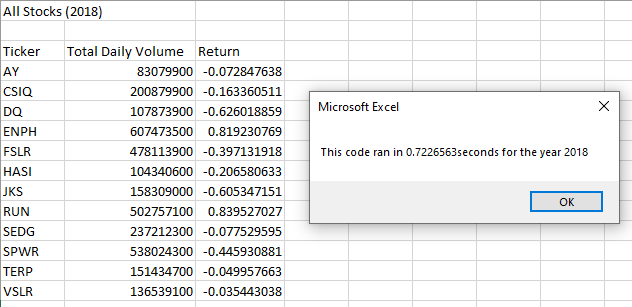 All Stocks (2018)
Ticker Total Daily Volume Return
AY 83079900 -0.072847638
CSIQ 200879900 -0.163360511
DQ 107873900 -0.626018859
ENPH 607473500 0.819230769
FSLR 478113900 -0.397131918
HASI 104340600 -0.206580633
JKS 158309000 -0.605347151
RUN 502757100 0.839527027
SEDG 237212300 -0.077529595
SPWR 538024300 -0.445930881
TERP 151434700 -0.049957663
VSLR 136539100 -0.035443038
Microsoft Excel
This code ran in 0.7226563seconds for the year 2018
OK